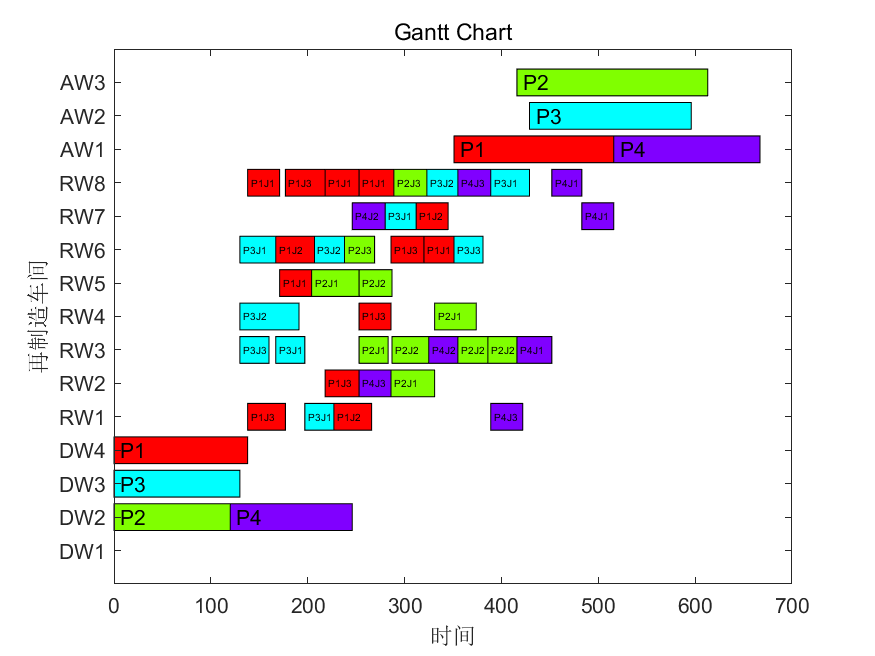 Gantt Chart
AW3 P2
AW2 P3
AW1 P1 P4
RW8 P1J1 P1J3 P1J1 P1J1 P2J3 P3J2 P4J3 P3J1 P4J1
RW7 P4J2 P3J1 P1J2 P4J1
RW6 P3J1 P1J2 P3J2 P2J3 P1J3 P1J1 P3J3
RW5 P1J1 P2J1 P2J2
RW4 P3J2 P1J3 P2J1
RW3 P3J3 P3J1 P2J1 P2J2 P4J2 P2J2 P2J2 P4J1
RW2 P1J3 P4J3 P2J1
RW1 P1J3 P3J1 P1J2 P4J3
DW4 P1
DW3 P3
DW2 P2 P4
DW1
0 100 200 300 400 500 600 700
时间
再制造车间